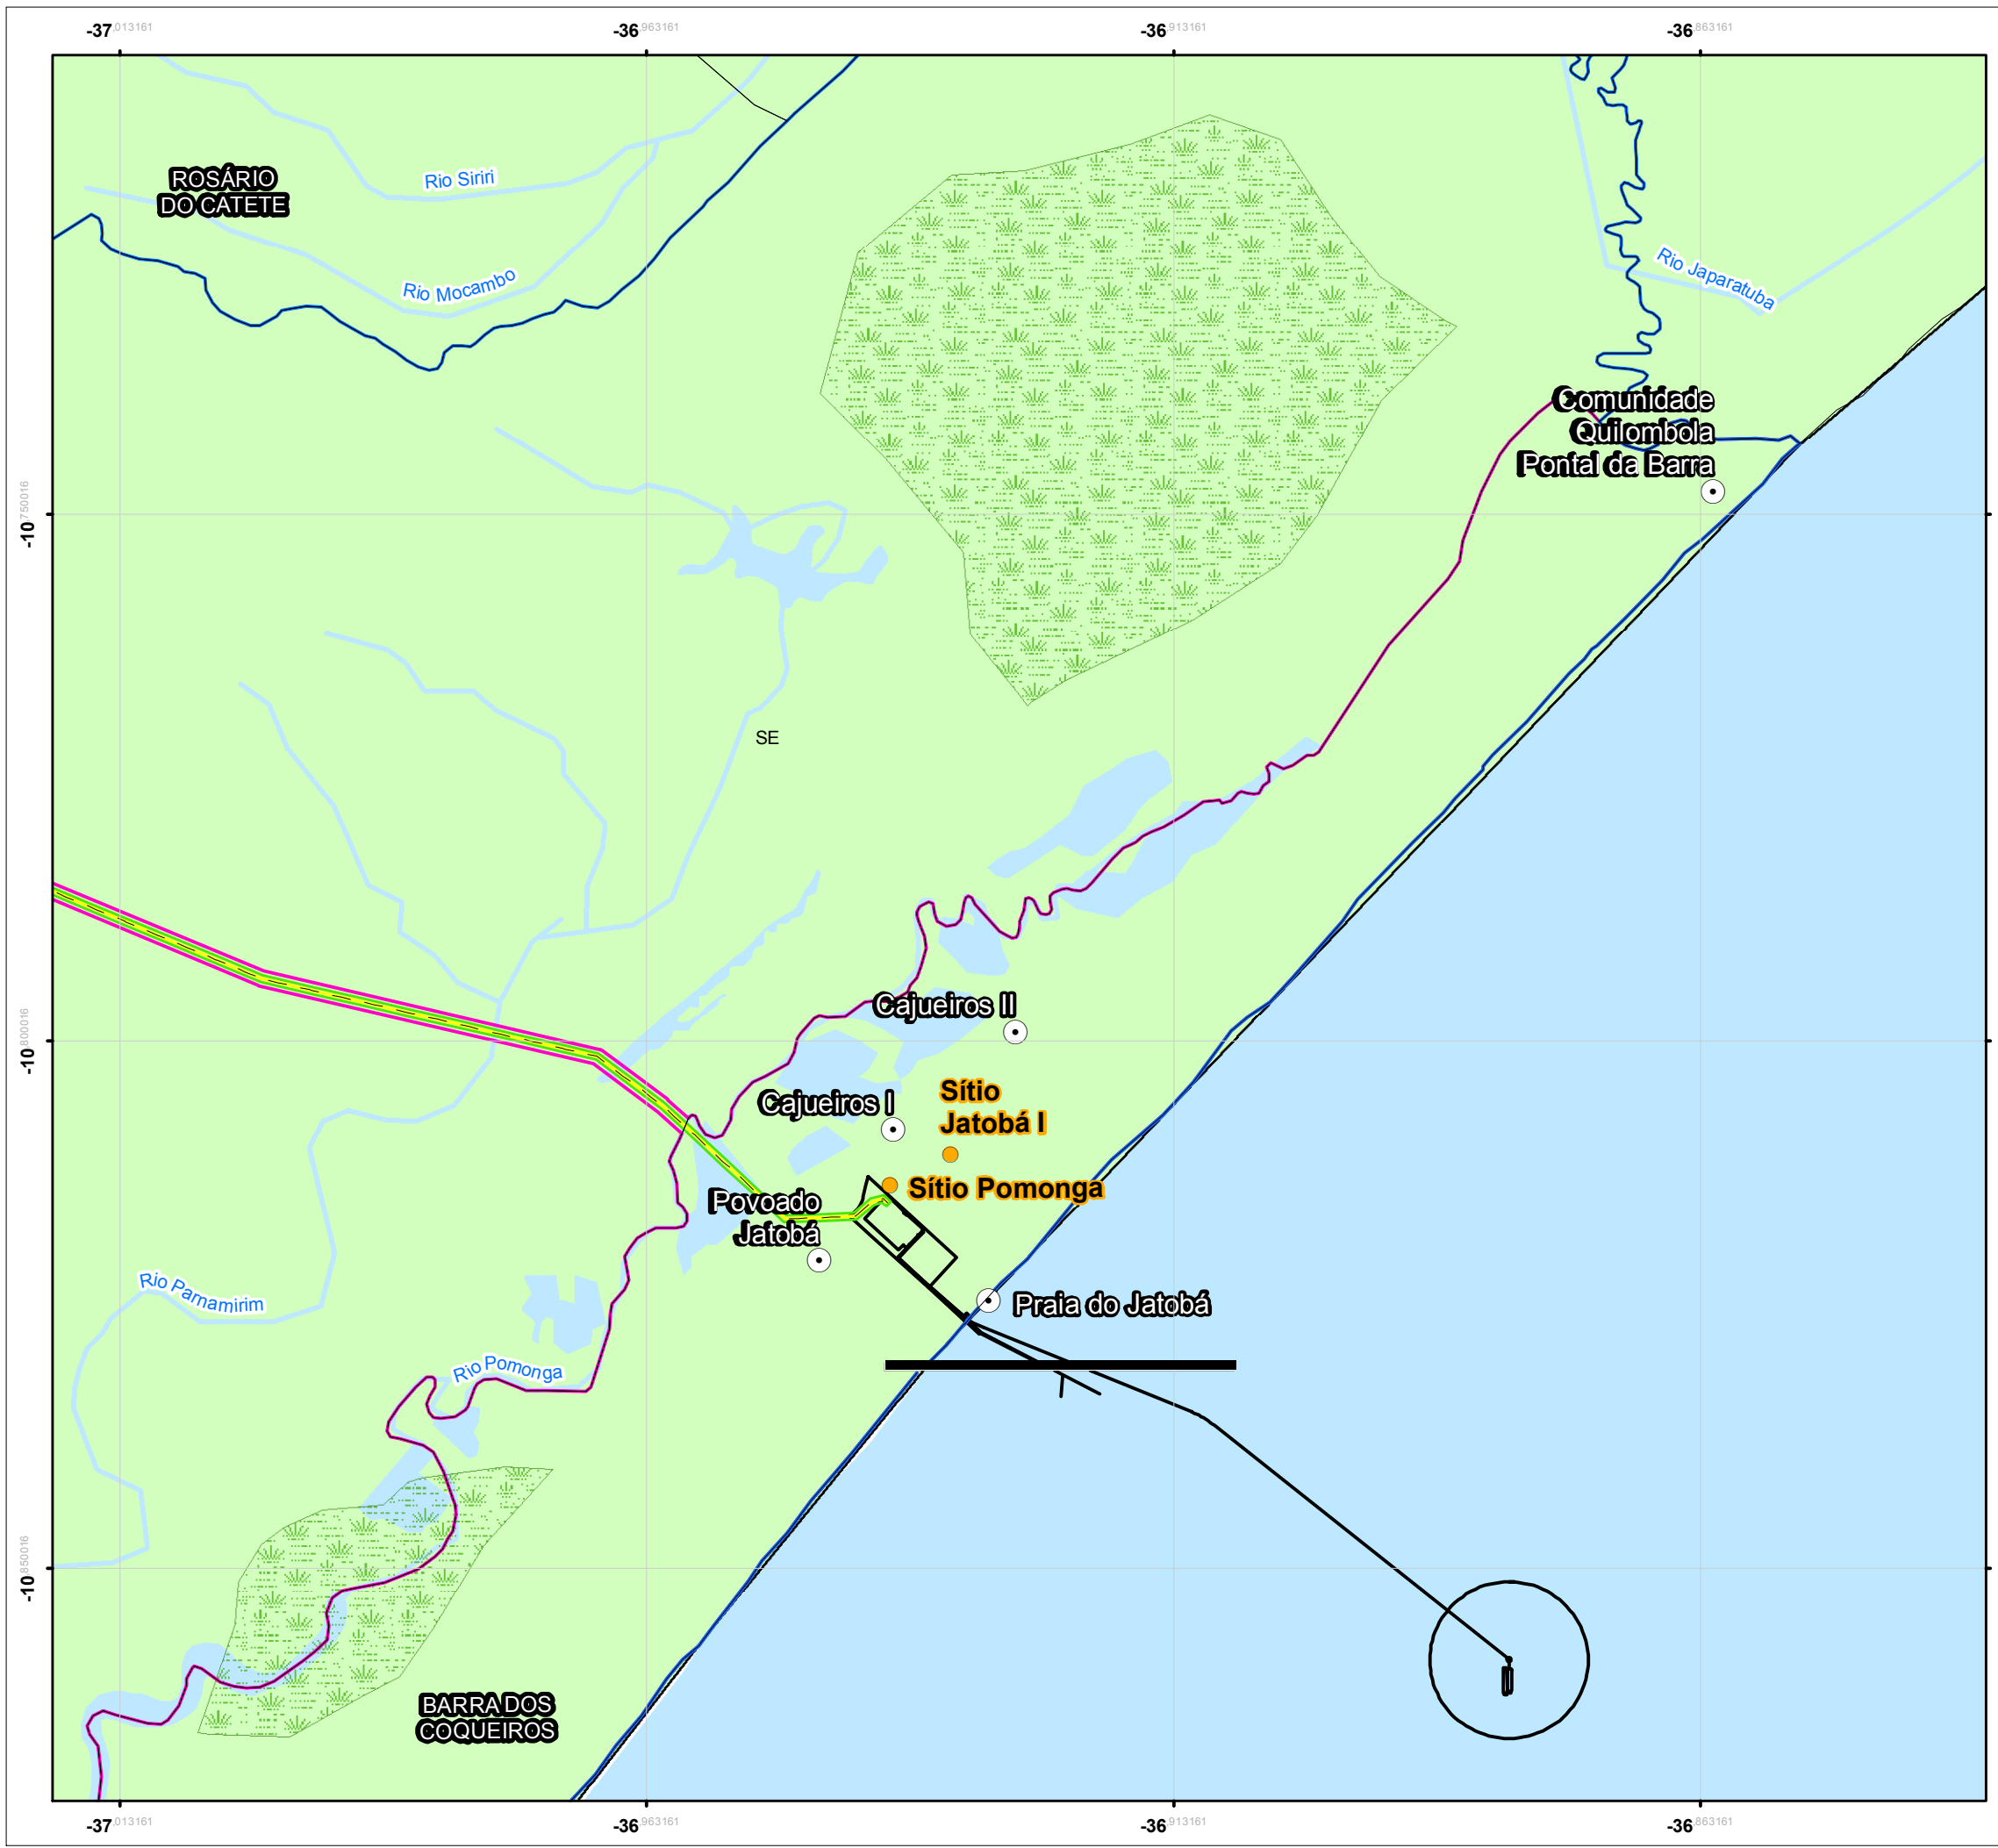 -37,013161
-36,963161
-36,913161
-36,863161
ROSÁRIO
DO CATETE
Rio Siriri
Rio Mocambo
Rio Japaratuba
Comunidade
Quilombola
Pontal da Barra
-10,750016
SE
Cajueiros II
-10,800016
Sítio
Jatobá I
Cajueiros I
Sítio Pomonga
Povoado
Jatobá
Rio Parnamirim
Praia do Jatobá
Rio Pomonga
-10,850016
BARRA DOS
COQUEIROS
-37,013161
-36,963161
-36,913161
-36,863161